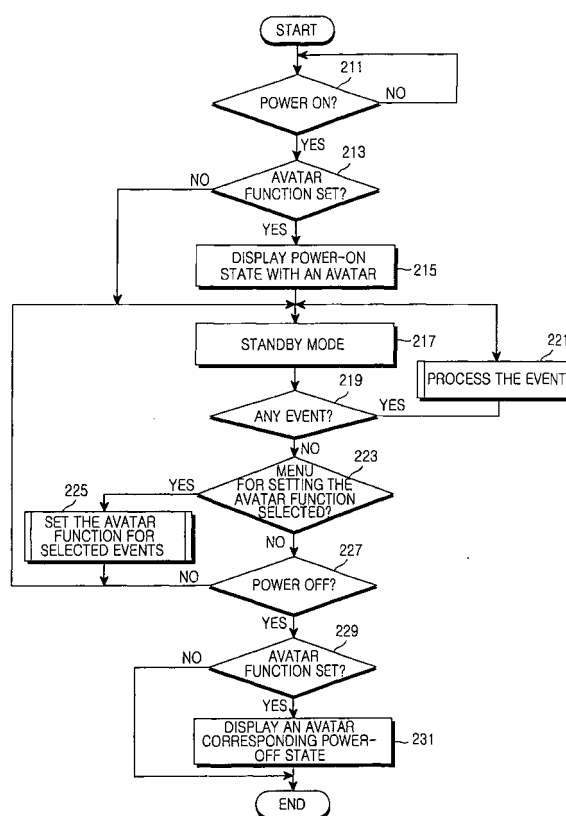 START
211
POWER ON?
NO
YES
213
NO
AVATAR
FUNCTION SET?
YES
DISPLAY POWER-ON
STATE WITH AN AVATAR
215
STANDBY MODE
217
221
PROCESS THE EVENT
219
ANY EVENT?
YES
NO
223
MENU
FOR SETTING THE
AVATAR FUNCTION
SELECTED?
YES
225
SET THE AVATAR
FUNCTION FOR
SELECTED EVENTS
NO
227
NO
POWER OFF?
YES
229
NO
AVATAR
FUNCTION SET?
YES
DISPLAY AN AVATAR
CORRESPONDING POWER-
OFF STATE
231
END